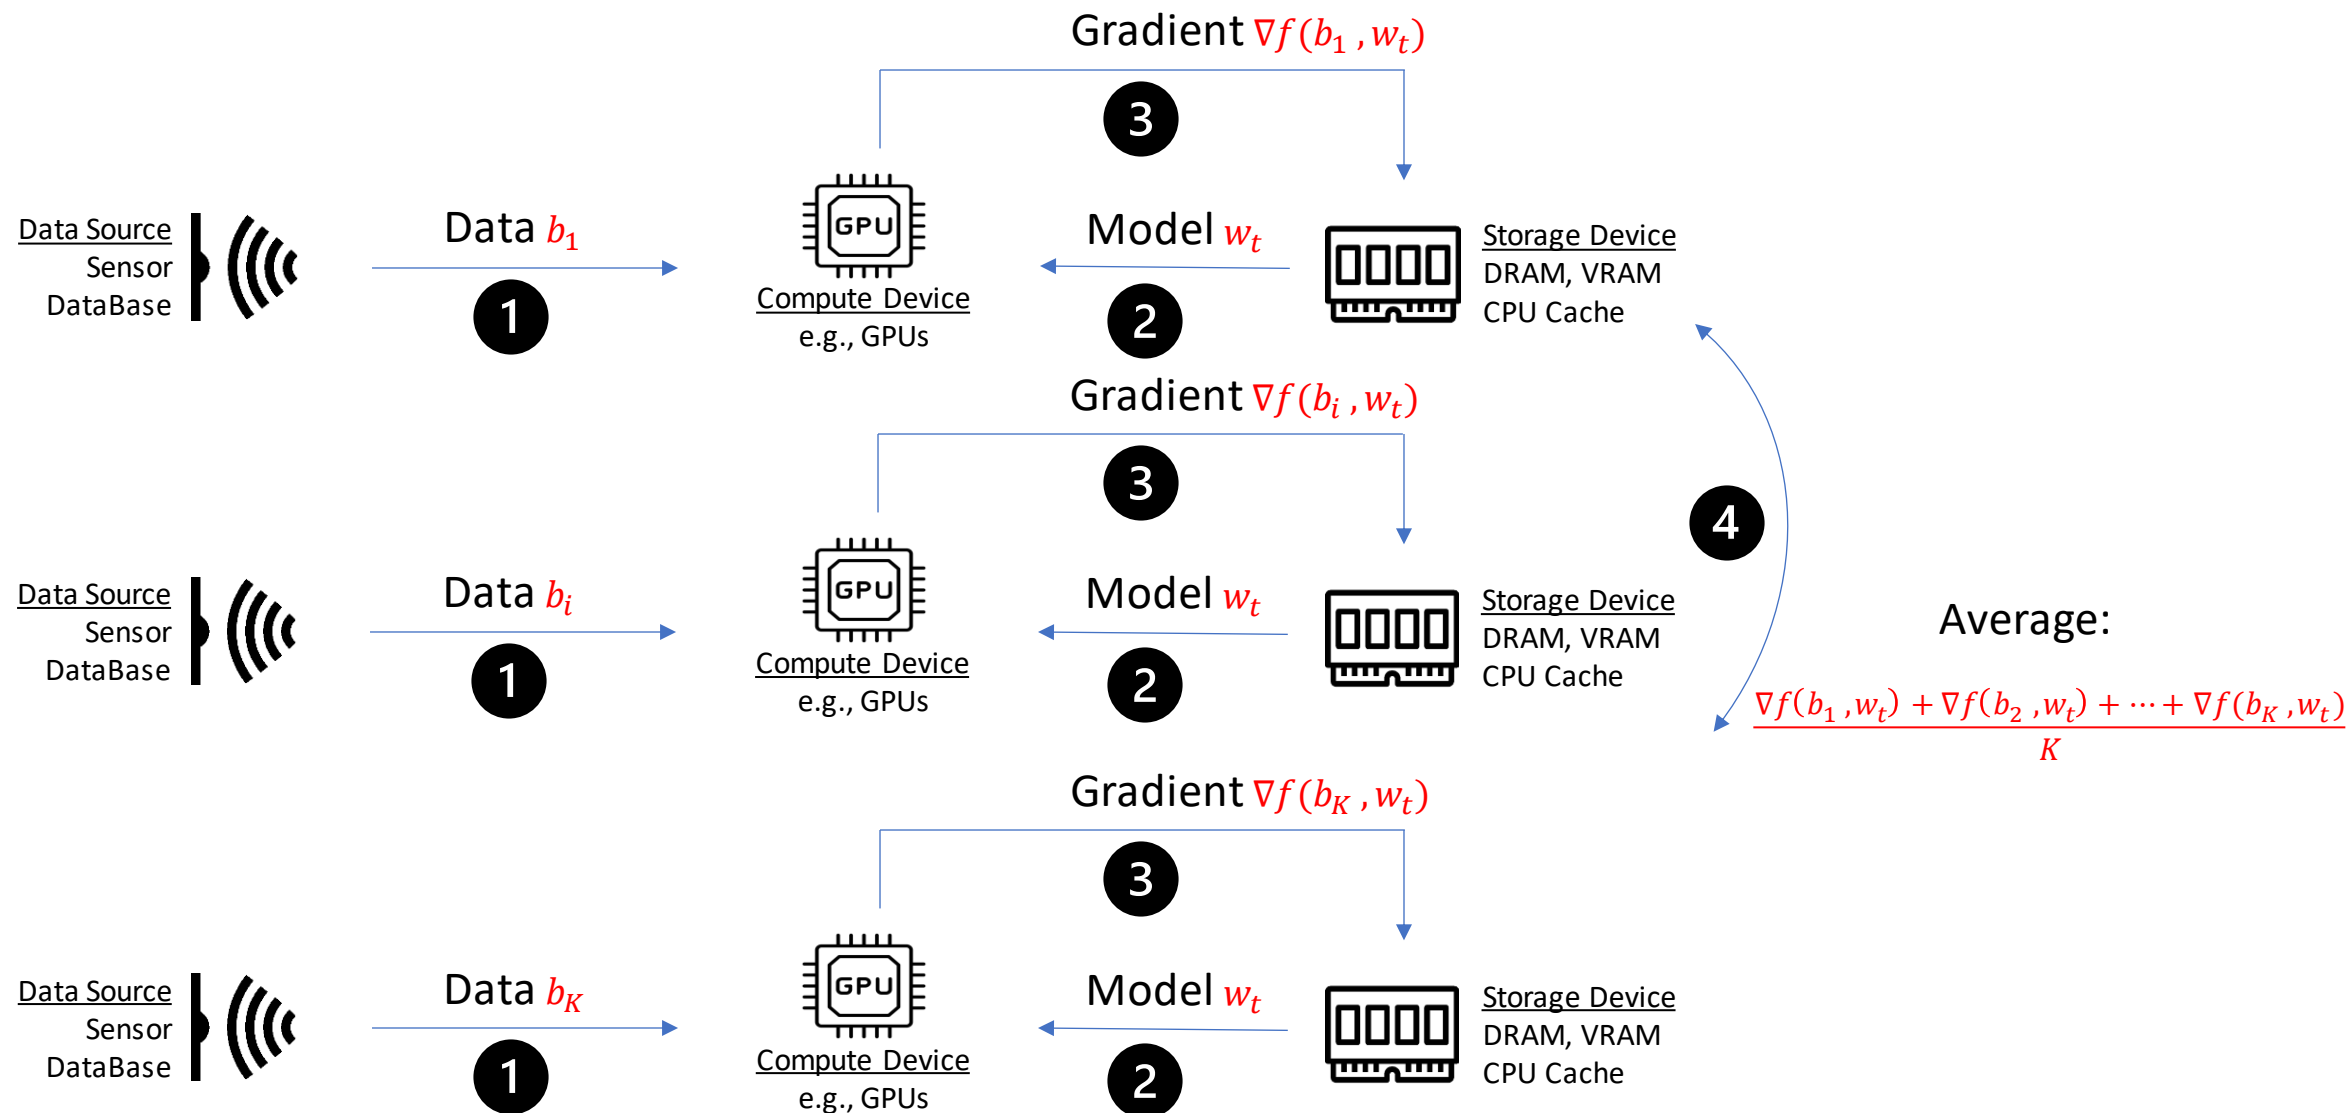 Gradient ∇f(b₁ , wₜ)
3
Data Source
Sensor
DataBase
Data b₁
1
GPU
Compute Device
e.g., GPUs
Model wₜ
2
Storage Device
DRAM, VRAM
CPU Cache
Gradient ∇f(bᵢ , wₜ)
3
Data Source
Sensor
DataBase
Data bᵢ
1
GPU
Compute Device
e.g., GPUs
Model wₜ
2
Storage Device
DRAM, VRAM
CPU Cache
4
Average:
∇f(b₁ , wₜ) + ∇f(b₂ , wₜ) + ⋯ + ∇f(b_K , wₜ)
K
Gradient ∇f(b_K , wₜ)
3
Data Source
Sensor
DataBase
Data b_K
1
GPU
Compute Device
e.g., GPUs
Model wₜ
2
Storage Device
DRAM, VRAM
CPU Cache